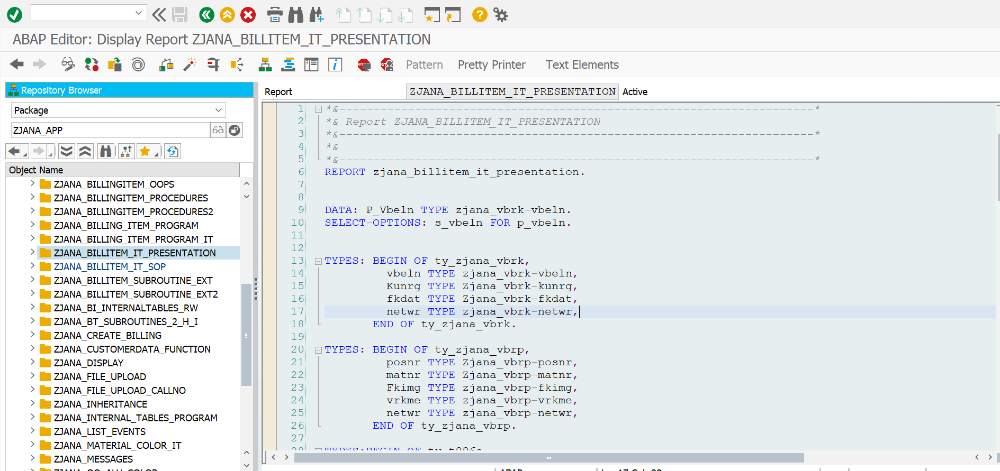 ABAP Editor: Display Report ZJANA_BILLITEM_IT_PRESENTATION
Pattern Pretty Printer Text Elements
Repository Browser
Package
ZJANA_APP
Object Name
ZJANA_BILLINGITEM_OOPS
ZJANA_BILLINGITEM_PROCEDURES
ZJANA_BILLINGITEM_PROCEDURES2
ZJANA_BILLING_ITEM_PROGRAM
ZJANA_BILLING_ITEM_PROGRAM_IT
ZJANA_BILLITEM_IT_PRESENTATION
ZJANA_BILLITEM_IT_SOP
ZJANA_BILLITEM_SUBROUTINE_EXT
ZJANA_BILLITEM_SUBROUTINE_EXT2
ZJANA_BI_INTERNALTABLES_RW
ZJANA_BT_SUBROUTINES_2_H_I
ZJANA_CREATE_BILLING
ZJANA_CUSTOMERDATA_FUNCTION
ZJANA_DISPLAY
ZJANA_FILE_UPLOAD
ZJANA_FILE_UPLOAD_CALLNO
ZJANA_INHERITANCE
ZJANA_INTERNAL_TABLES_PROGRAM
ZJANA_LIST_EVENTS
ZJANA_MATERIAL_COLOR_IT
ZJANA_MESSAGES
Report ZJANA_BILLITEM_IT_PRESENTATION Active
1 *&---------------------------------------------------------------------*
2 *& Report ZJANA_BILLITEM_IT_PRESENTATION
3 *&---------------------------------------------------------------------*
4 *&
5 *&---------------------------------------------------------------------*
6 REPORT zjana_billitem_it_presentation.
7
8
9 DATA: P_Vbeln TYPE zjana_vbrk-vbeln.
10 SELECT-OPTIONS: s_vbeln FOR p_vbeln.
11
12
13 TYPES: BEGIN OF ty_zjana_vbrk,
14 vbeln TYPE zjana_vbrk-vbeln,
15 Kunrg TYPE Zjana_vbrk-kunrg,
16 fkdat TYPE Zjana_vbrk-fkdat,
17 netwr TYPE zjana_vbrk-netwr,
18 END OF ty_zjana_vbrk.
19
20 TYPES: BEGIN OF ty_zjana_vbrp,
21 posnr TYPE Zjana_vbrp-posnr,
22 matnr TYPE Zjana_vbrp-matnr,
23 Fkimg TYPE Zjana_vbrp-fkimg,
24 vrkme TYPE zjana_vbrp-vrkme,
25 netwr TYPE zjana_vbrp-netwr,
26 END OF ty_zjana_vbrp.
27